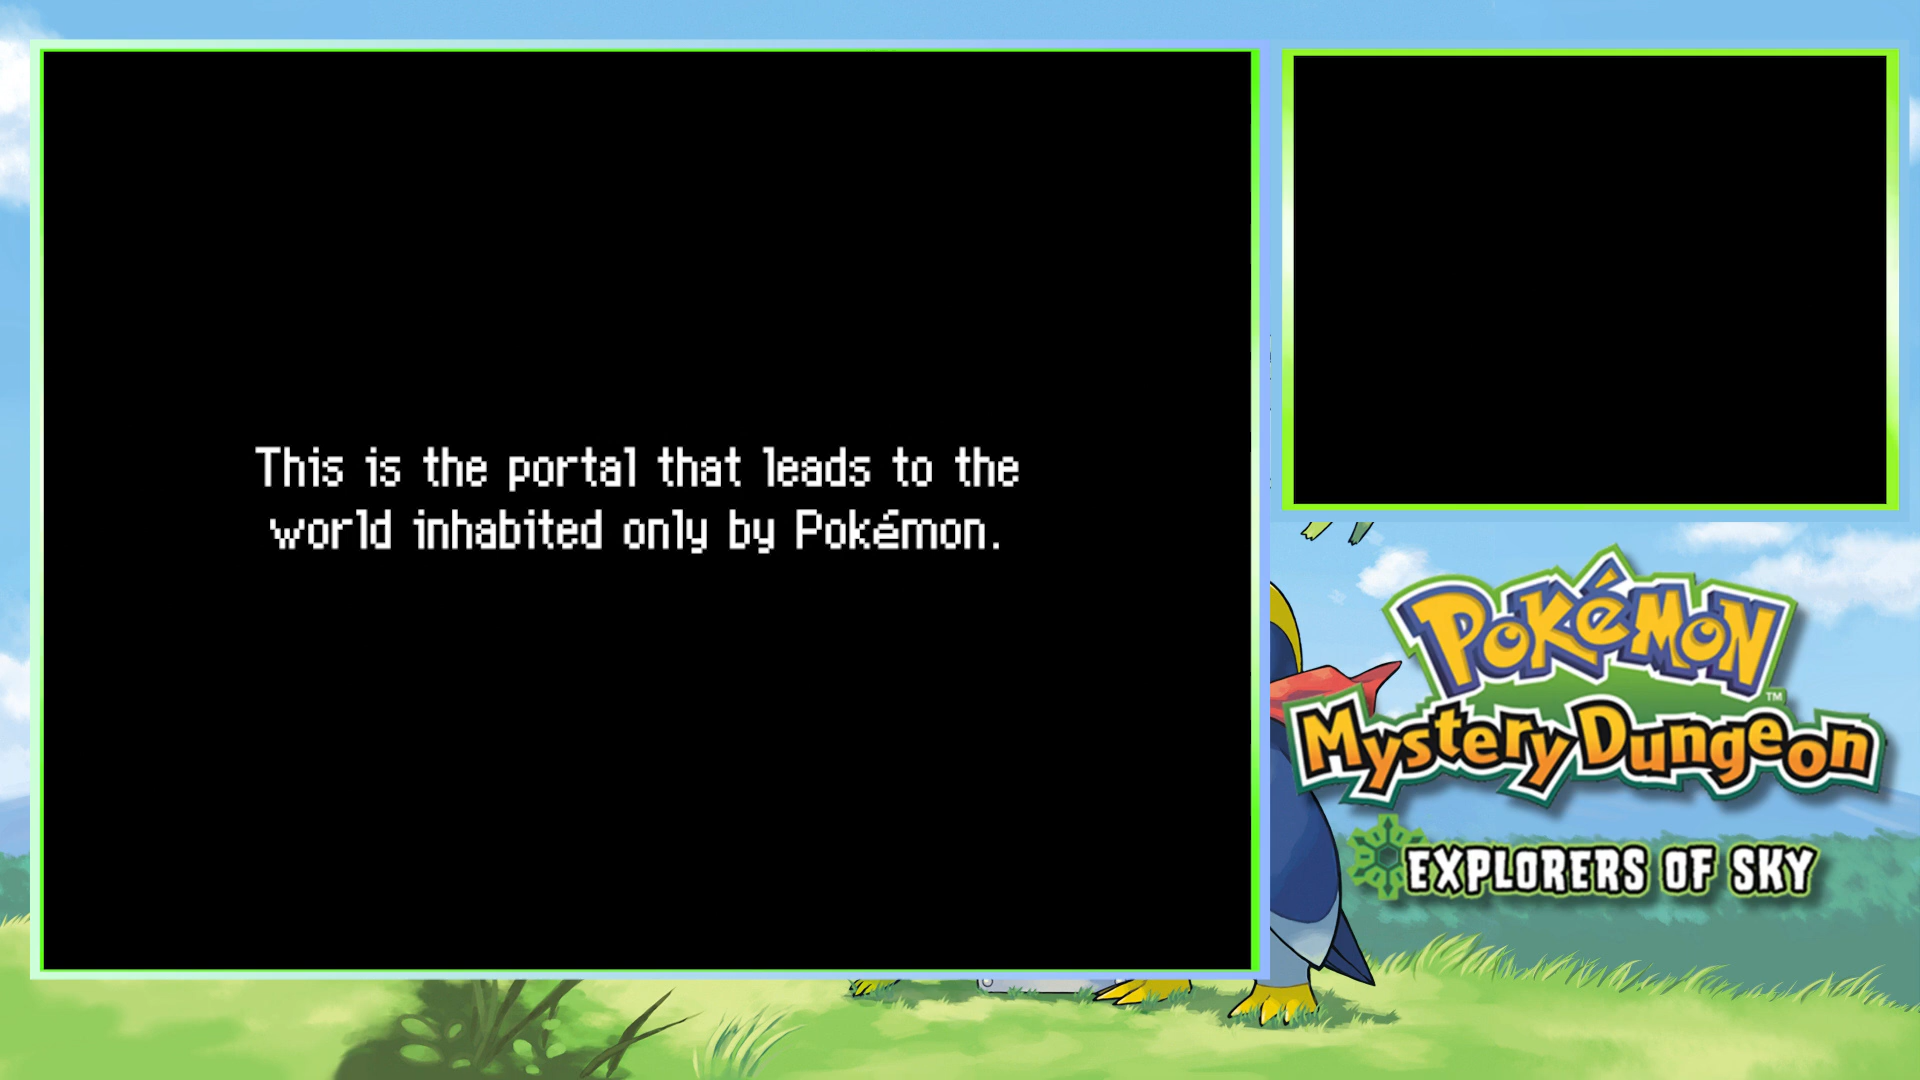 This is the portal that leads to the
world inhabited only by Pokémon.
POKéMON
TM
Mystery Dungeon
EXPLORERS OF SKY